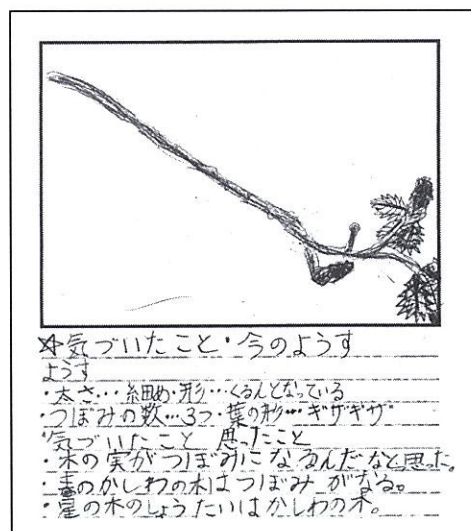 ☆気づいたこと・今のようす
ようす
・太さ…細め・形…くるんとなっている
・つぼみの数…3つ・葉の形…ギザギザ
気づいたこと 思ったこと
・木の実がつぼみになるんだなと思った。
・春のかしわの木はつぼみがなる。
・星の木のしょうたいはかしわの木。